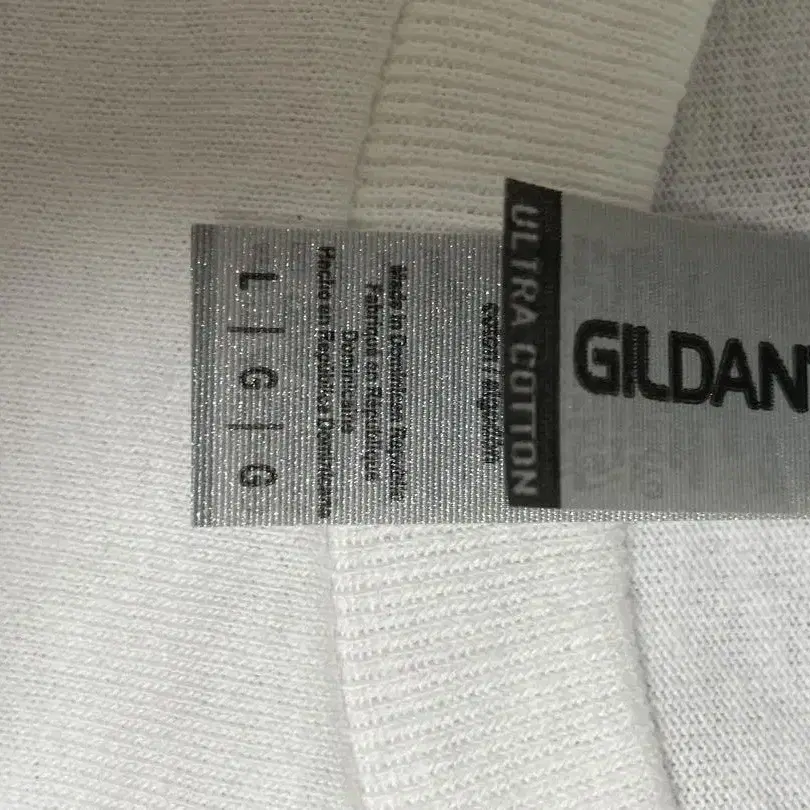 GILDAN
ULTRA COTTON
Made in Dominican Republic
Fabriqué en République
Dominicaine
Hecho en República Dominicana
L | G | G